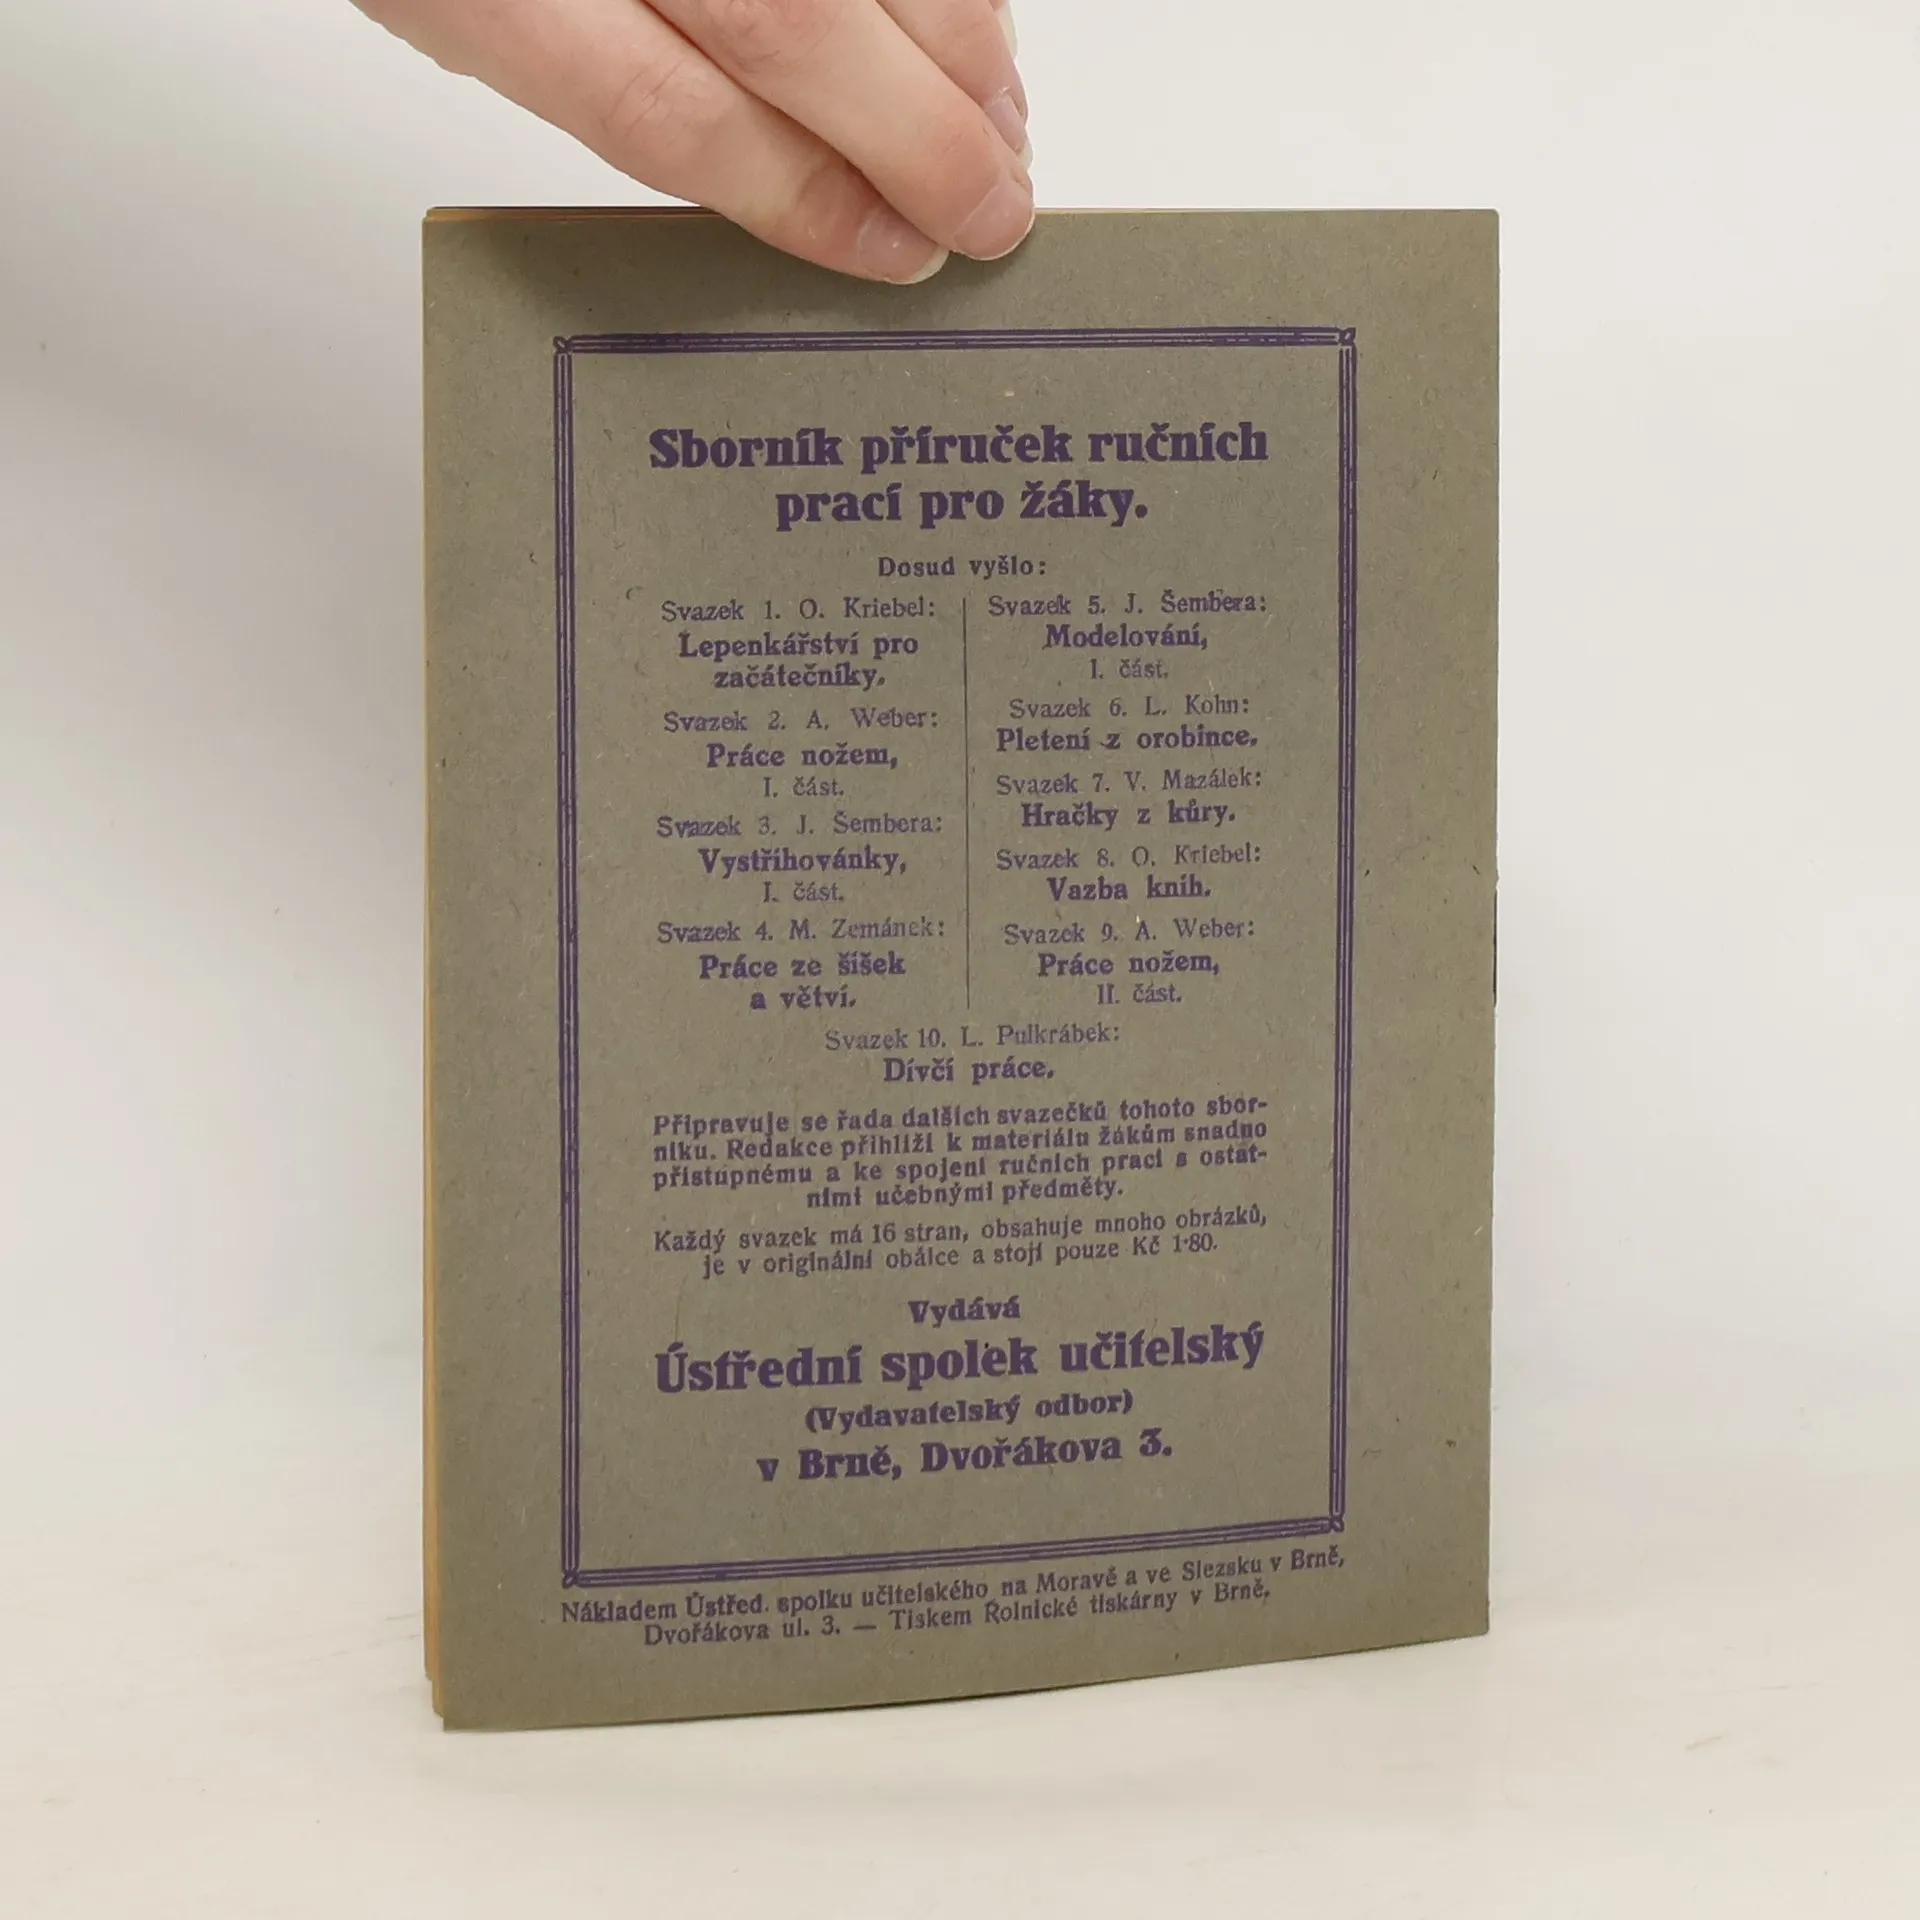 Sborník příruček ručních
prací pro žáky.
Dosud vyšlo:
Svazek 1. O. Kriebel:
Lepenkářství pro
začátečníky.
Svazek 2. A. Weber:
Práce nožem,
I. část.
Svazek 3. J. Šembera:
Vystřihovánky,
I. část.
Svazek 4. M. Zemánek:
Práce ze šišek
a větví.
Svazek 5. J. Šembera:
Modelování,
I. část.
Svazek 6. L. Kohn:
Pletení z orobince.
Svazek 7. V. Mazálek:
Hračky z kůry.
Svazek 8. O. Kriebel:
Vazba knih.
Svazek 9. A. Weber:
Práce nožem,
II. část.
Svazek 10. L. Pulkrábek:
Dívčí práce.
Připravuje se řada dalších svazečků tohoto sbor-
níku. Redakce přihlíží k materiálu žákům snadno
přístupnému a ke spojení ručních prací s ostat-
ními učebnými předměty.
Každý svazek má 16 stran, obsahuje mnoho obrázků,
je v originální obálce a stojí pouze Kč 1·80.
Vydává
Ústřední spolek učitelský
(Vydavatelský odbor)
v Brně, Dvořákova 3.
Nákladem Ústřed. spolku učitelského na Moravě a ve Slezsku v Brně,
Dvořákova ul. 3. — Tiskem Rolnické tiskárny v Brně.